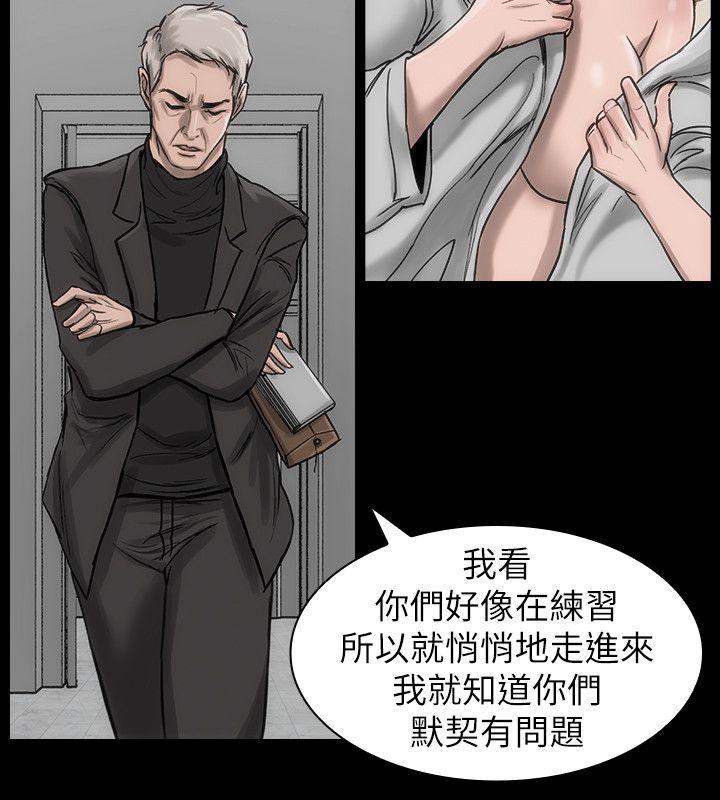 我看
你們好像在練習
所以就悄悄地走進來
我就知道你們
默契有問題